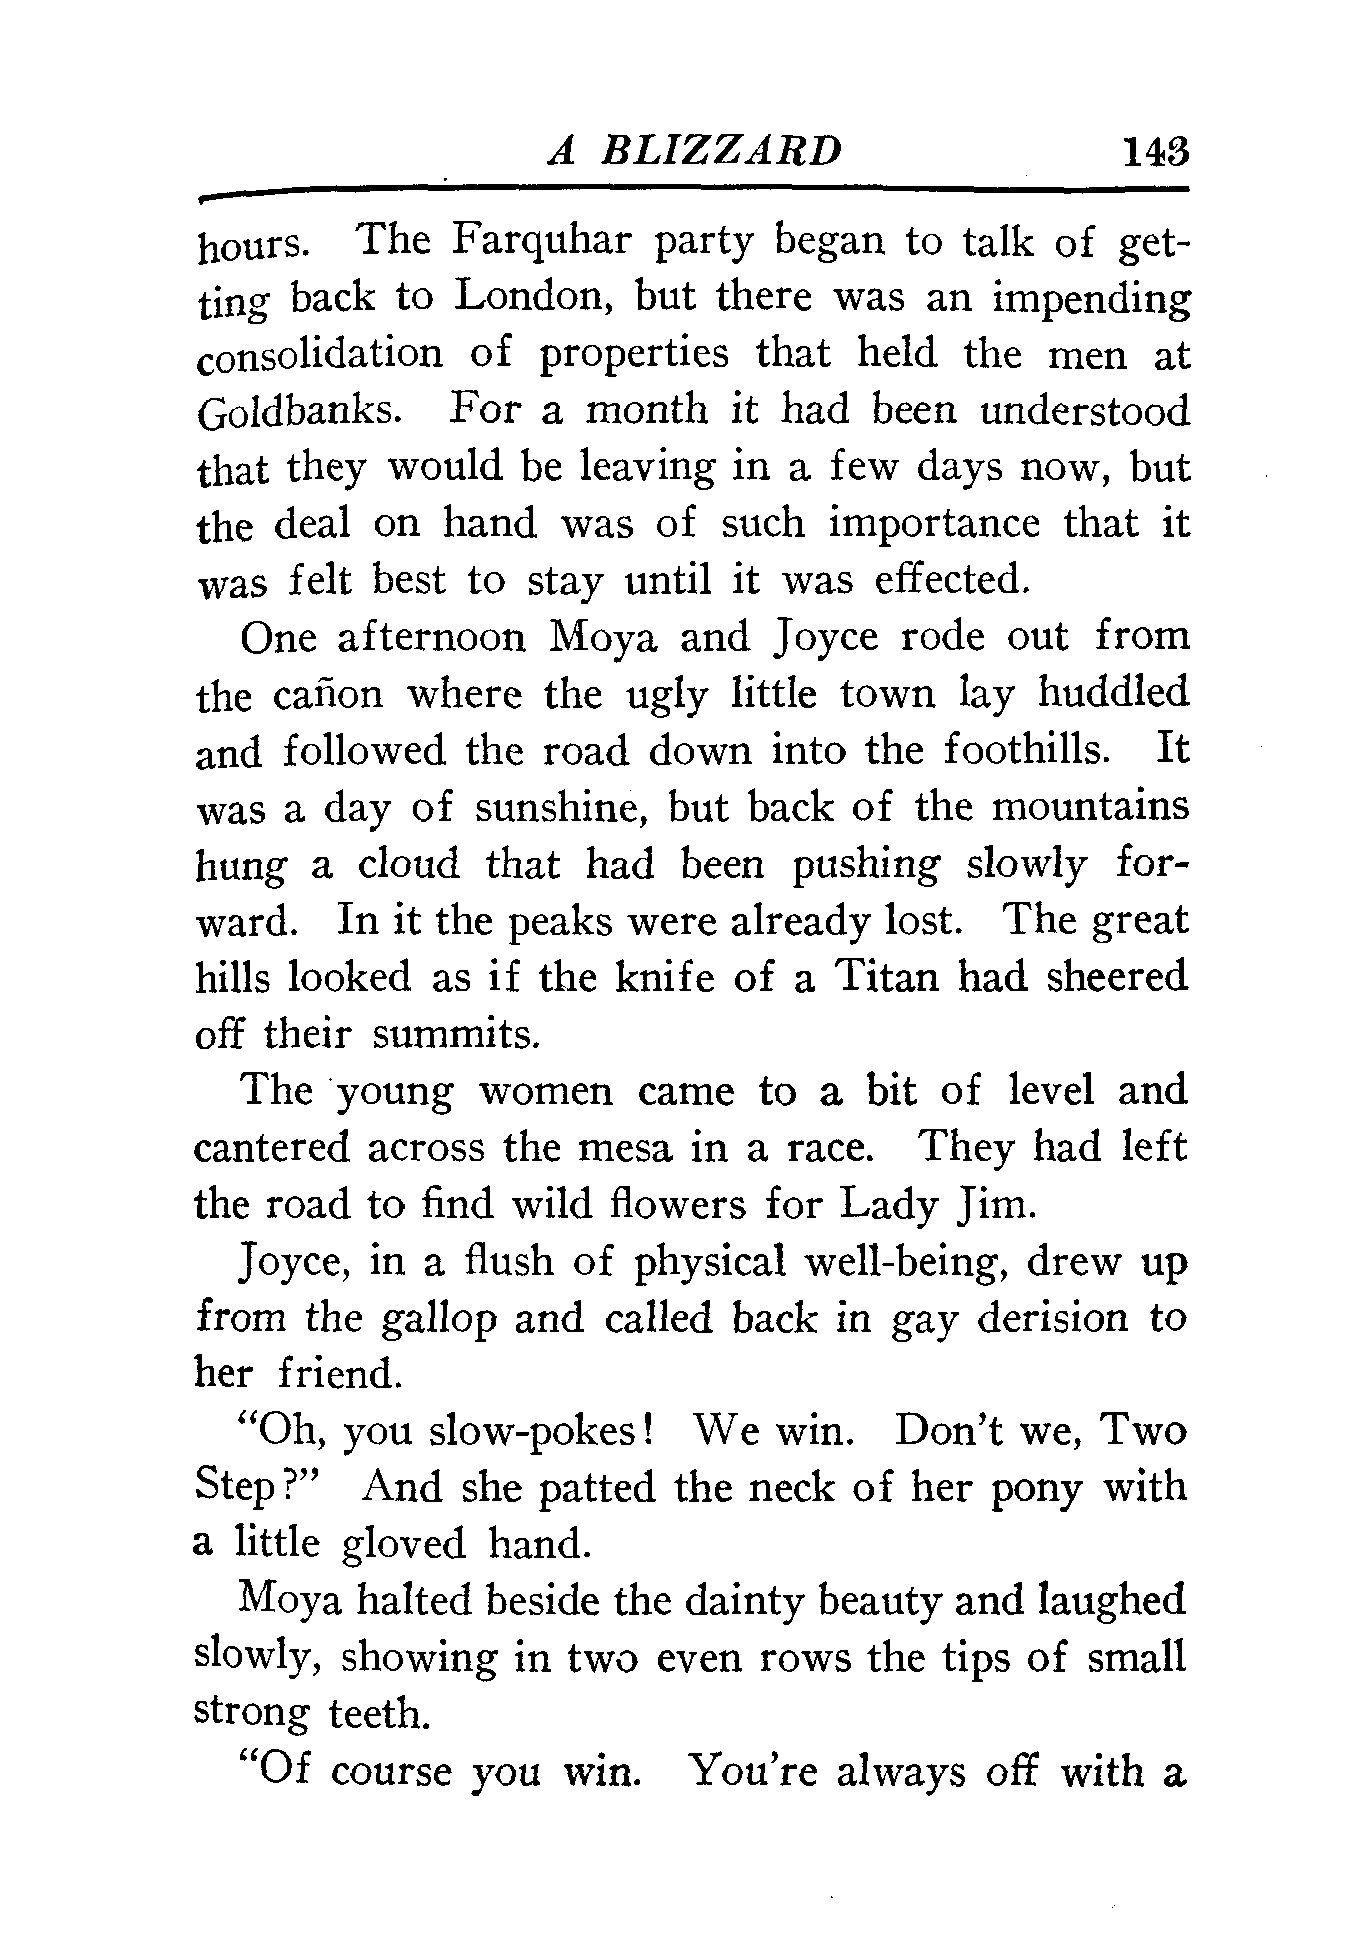 A BLIZZARD 143
hours. The Farquhar party began to talk of get-
ting back to London, but there was an impending
consolidation of properties that held the men at
Goldbanks. For a month it had been understood
that they would be leaving in a few days now, but
the deal on hand was of such importance that it
was felt best to stay until it was effected.
One afternoon Moya and Joyce rode out from
the cañon where the ugly little town lay huddled
and followed the road down into the foothills. It
was a day of sunshine, but back of the mountains
hung a cloud that had been pushing slowly for-
ward. In it the peaks were already lost. The great
hills looked as if the knife of a Titan had sheered
off their summits.
The young women came to a bit of level and
cantered across the mesa in a race. They had left
the road to find wild flowers for Lady Jim.
Joyce, in a flush of physical well-being, drew up
from the gallop and called back in gay derision to
her friend.
"Oh, you slow-pokes! We win. Don't we, Two
Step?" And she patted the neck of her pony with
a little gloved hand.
Moya halted beside the dainty beauty and laughed
slowly, showing in two even rows the tips of small
strong teeth.
"Of course you win. You're always off with a